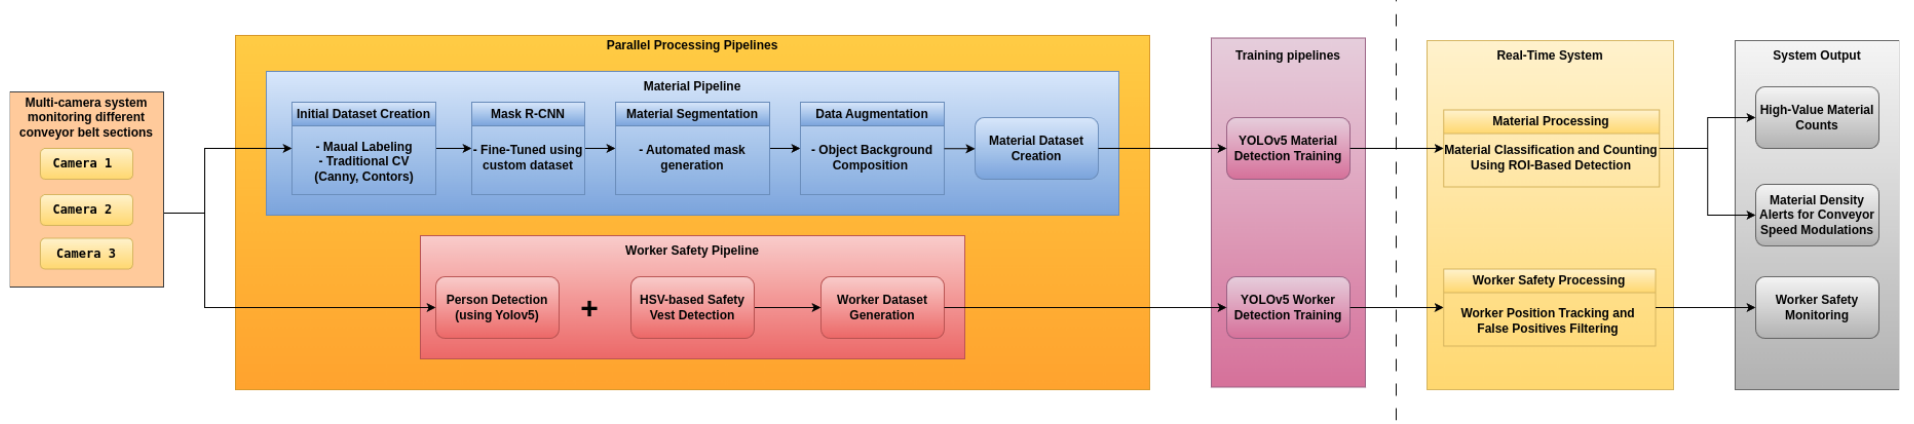 Multi-camera system
monitoring different
conveyor belt sections
Camera 1
Camera 2
Camera 3
Parallel Processing Pipelines
Material Pipeline
Initial Dataset Creation
- Maual Labeling
- Traditional CV
(Canny, Contors)
Mask R-CNN
- Fine-Tuned using
custom dataset
Material Segmentation
- Automated mask
generation
Data Augmentation
- Object Background
Composition
Material Dataset
Creation
Worker Safety Pipeline
Person Detection
(using Yolov5)
+
HSV-based Safety
Vest Detection
Worker Dataset
Generation
Training pipelines
YOLOv5 Material
Detection Training
YOLOv5 Worker
Detection Training
Real-Time System
Material Processing
Material Classification and Counting
Using ROI-Based Detection
Worker Safety Processing
Worker Position Tracking and
False Positives Filtering
System Output
High-Value Material
Counts
Material Density
Alerts for Conveyor
Speed Modulations
Worker Safety
Monitoring